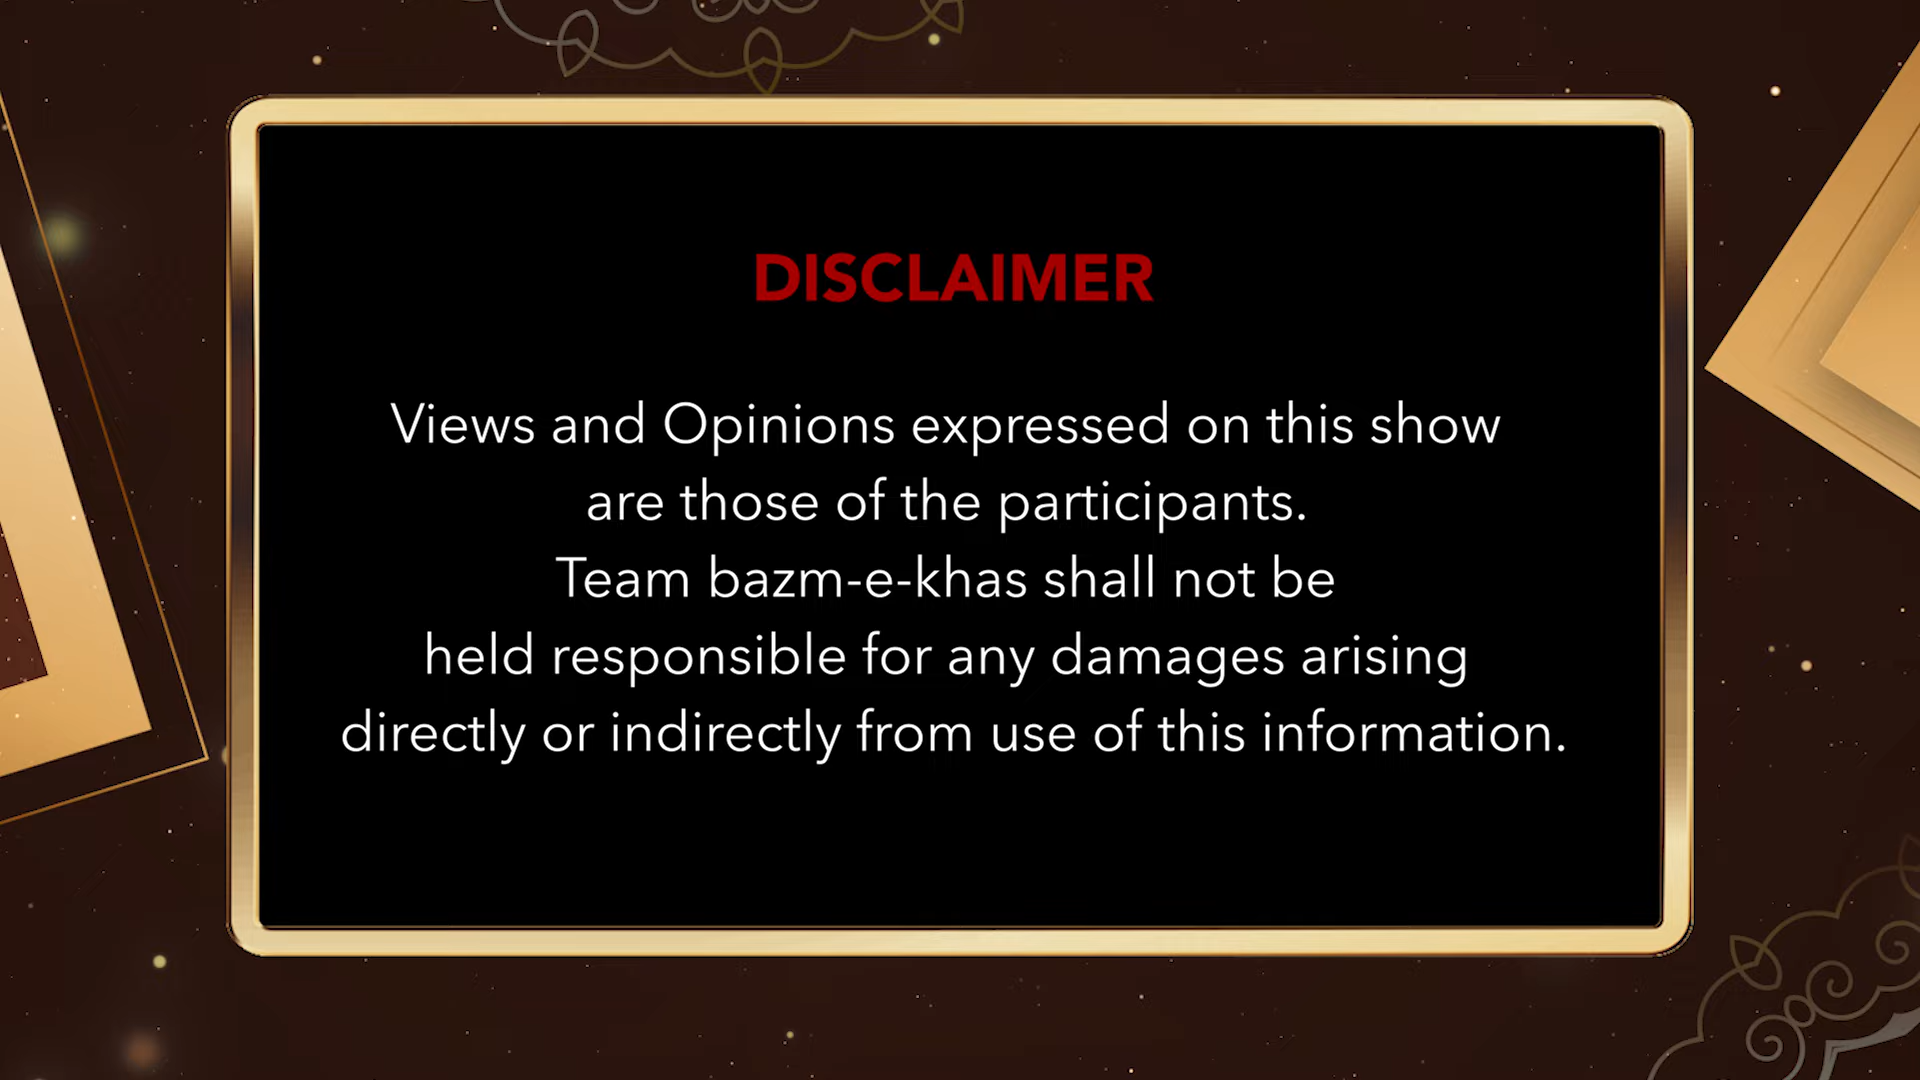 DISCLAIMER
Views and Opinions expressed on this show
are those of the participants.
Team bazm-e-khas shall not be
held responsible for any damages arising
directly or indirectly from use of this information.